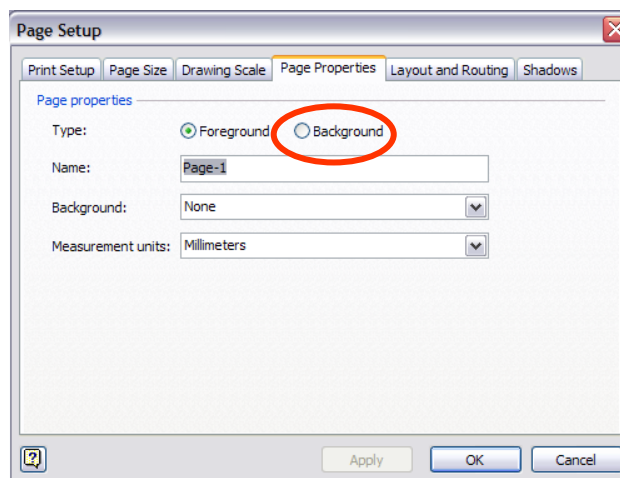 Page Setup
Print Setup Page Size Drawing Scale Page Properties Layout and Routing Shadows
Page properties
Type: Foreground Background
Name: Page-1
Background: None
Measurement units: Millimeters
Apply OK Cancel